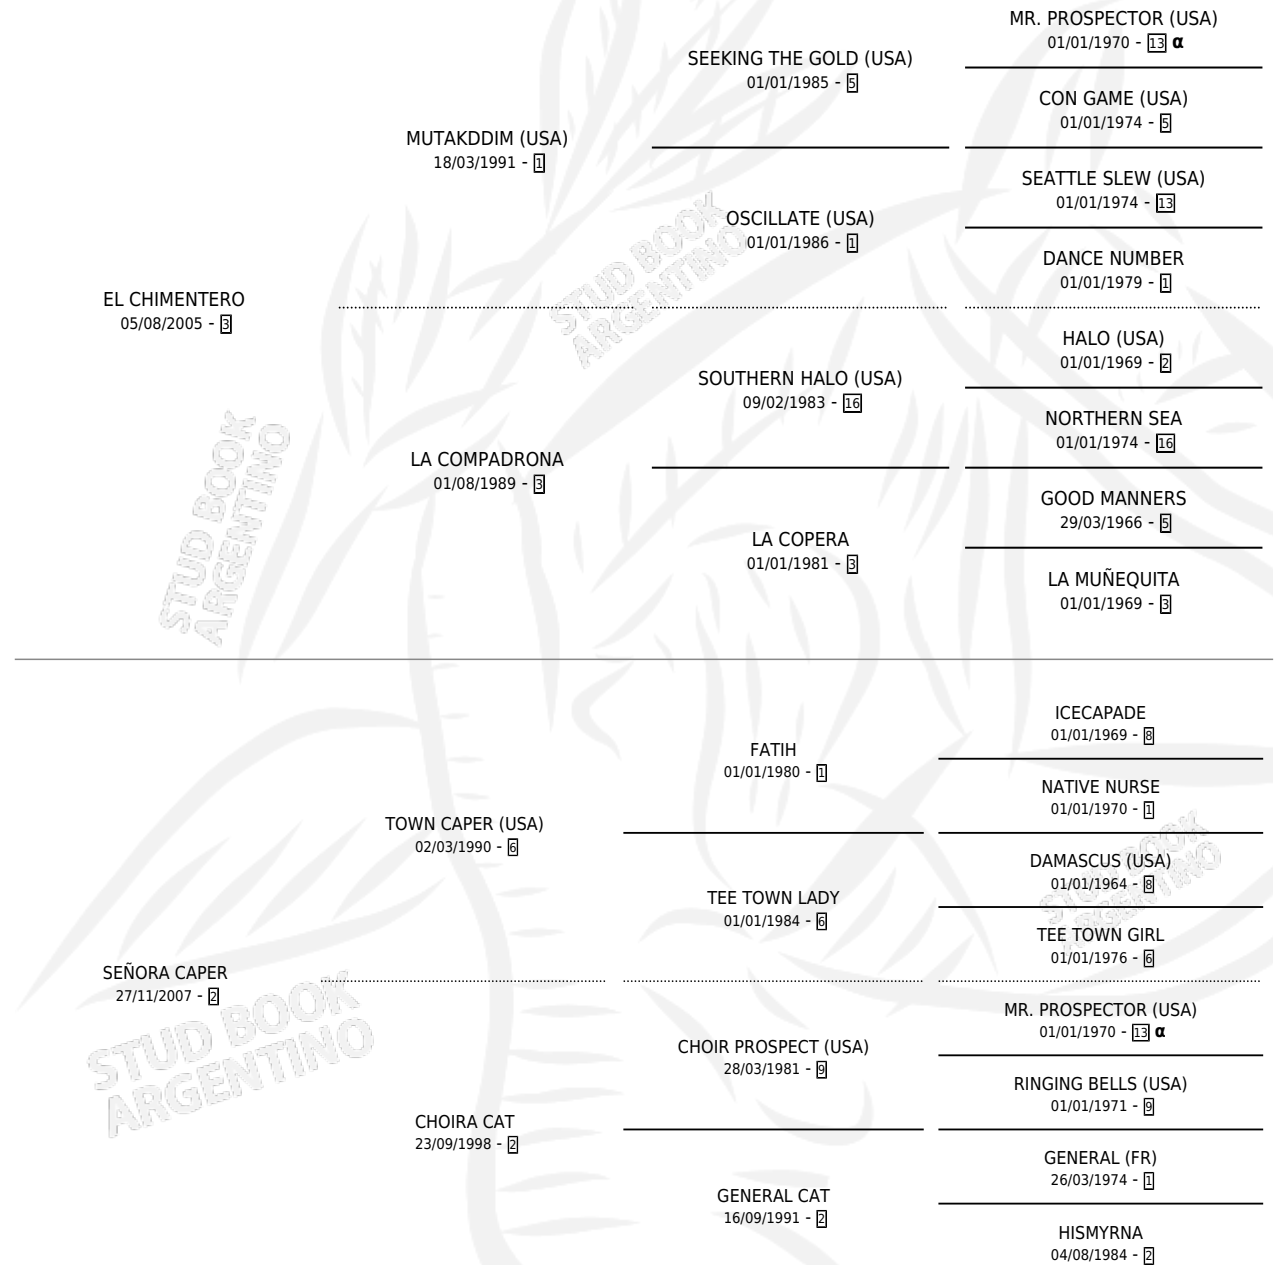 MR. PROSPECTOR (USA)
01/01/1970 - 13 α
SEEKING THE GOLD (USA)
01/01/1985 - 5
CON GAME (USA)
01/01/1974 - 5
MUTAKDDIM (USA)
18/03/1991 - 1
SEATTLE SLEW (USA)
01/01/1974 - 13
OSCILLATE (USA)
01/01/1986 - 1
DANCE NUMBER
01/01/1979 - 1
STUD BOOK
ARGENTINO
EL CHIMENTERO
05/08/2005 - 3
HALO (USA)
01/01/1969 - 2
SOUTHERN HALO (USA)
09/02/1983 - 16
NORTHERN SEA
01/01/1974 - 16
LA COMPADRONA
01/08/1989 - 3
GOOD MANNERS
29/03/1966 - 5
LA COPERA
01/01/1981 - 3
LA MUÑEQUITA
01/01/1969 - 3
STUD BOOK
ARGENTINO
ICECAPADE
01/01/1969 - 8
FATIH
01/01/1980 - 1
NATIVE NURSE
01/01/1970 - 1
TOWN CAPER (USA)
02/03/1990 - 6
DAMASCUS (USA)
01/01/1964 - 8
TEE TOWN LADY
01/01/1984 - 6
TEE TOWN GIRL
01/01/1976 - 6
STUD BOOK
ARGENTINO
SEÑORA CAPER
27/11/2007 - 2
MR. PROSPECTOR (USA)
01/01/1970 - 13 α
CHOIR PROSPECT (USA)
28/03/1981 - 9
RINGING BELLS (USA)
01/01/1971 - 9
CHOIRA CAT
23/09/1998 - 2
GENERAL (FR)
26/03/1974 - 1
GENERAL CAT
16/09/1991 - 2
HISMYRNA
04/08/1984 - 2
STUD BOOK
ARGENTINO